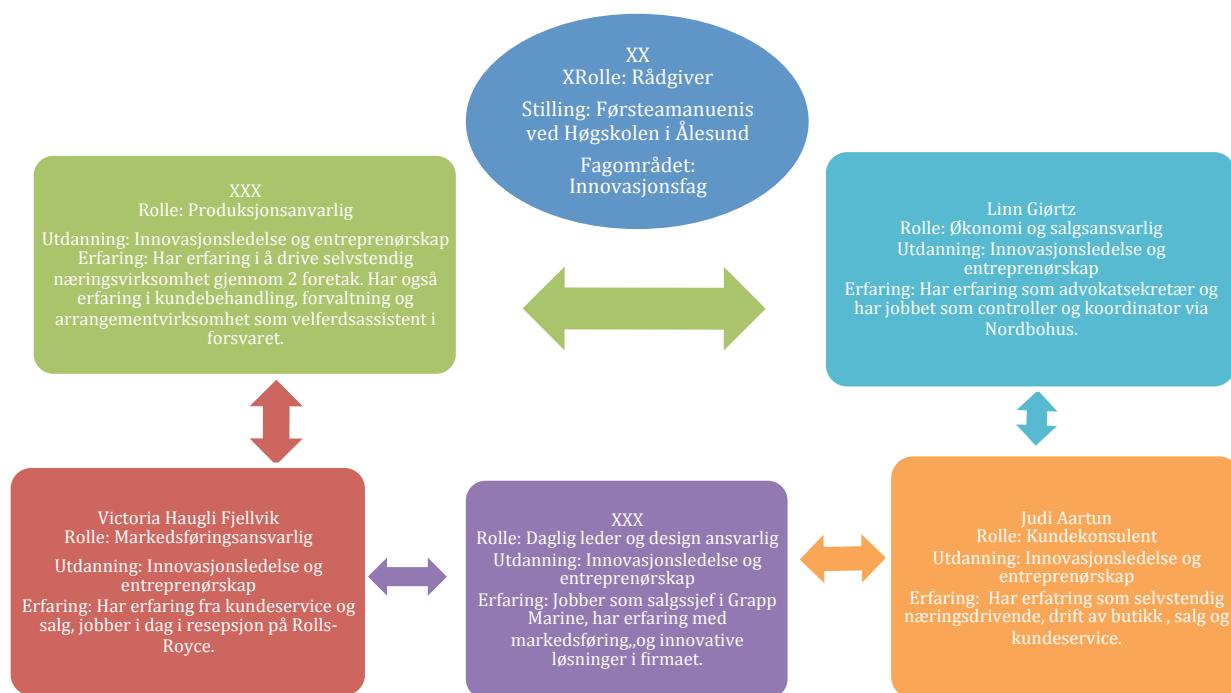 XX
XRolle: Rådgiver
Stilling: Førsteamanuenis
ved Høgskolen i Ålesund
Fagområdet:
Innovasjonsfag
XXX
Rolle: Produksjonsanvarlig
Utdanning: Innovasjonsledelse og entreprenørskap
Erfaring: Har erfaring i å drive selvstendig
næringsvirksomhet gjennom 2 foretak. Har også
erfaring i kundebehandling, forvaltning og
arrangementvirksomhet som velferdsassistent i
forsvaret.
Linn Giørtz
Rolle: Økonomi og salgsansvarlig
Utdanning: Innovasjonsledelse og
entreprenørskap
Erfaring: Har erfaring som advokatsekretær og
har jobbet som controller og koordinator via
Nordbohus.
Victoria Haugli Fjellvik
Rolle: Markedsføringsansvarlig
Utdanning: Innovasjonsledelse og
entreprenørskap
Erfaring: Har erfaring fra kundeservice og
salg, jobber i dag i resepsjon på Rolls-
Royce.
XXX
Rolle: Daglig leder og design ansvarlig
Utdanning: Innovasjonsledelse og
entreprenørskap
Erfaring: Jobber som salgssjef i Grapp
Marine, har erfaring med
markedsføring,,og innovative
løsninger i firmaet.
Judi Aartun
Rolle: Kundekonsulent
Utdanning: Innovasjonsledelse og
entreprenørskap
Erfaring:  Har erfatring som selvstendig
næringsdrivende, drift av butikk , salg og
kundeservice.